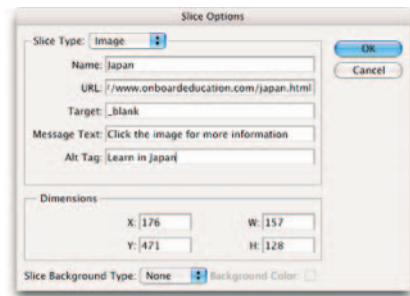 Slice Options
Slice Type: Image
OK
Name: Japan
Cancel
URL: '/www.onboardeducation.com/japan.html
Target: _blank
Message Text: Click the image for more information
Alt Tag: Learn in Japan
Dimensions
X: 176 W: 157
Y: 471 H: 128
Slice Background Type: None Background Color: